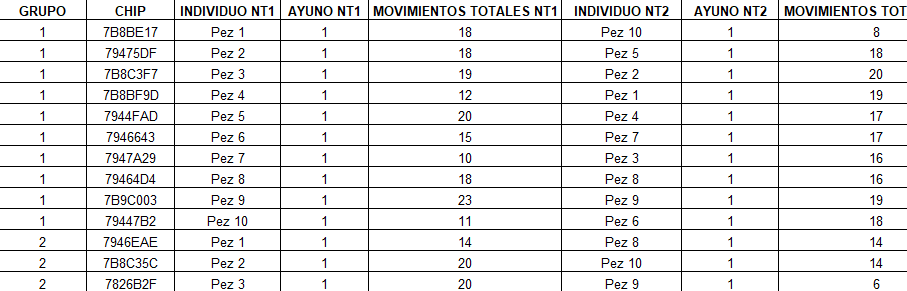 GRUPO CHIP INDIVIDUO NT1 AYUNO NT1 MOVIMIENTOS TOTALES NT1 INDIVIDUO NT2 AYUNO NT2 MOVIMIENTOS TOT
1 7B8BE17 Pez 1 1 18 Pez 10 1 8
1 79475DF Pez 2 1 18 Pez 5 1 18
1 7B8C3F7 Pez 3 1 19 Pez 2 1 20
1 7B8BF9D Pez 4 1 12 Pez 1 1 19
1 7944FAD Pez 5 1 20 Pez 4 1 17
1 7946643 Pez 6 1 15 Pez 7 1 17
1 7947A29 Pez 7 1 10 Pez 3 1 16
1 79464D4 Pez 8 1 18 Pez 8 1 16
1 7B9C003 Pez 9 1 23 Pez 9 1 19
1 79447B2 Pez 10 1 11 Pez 6 1 18
2 7946EAE Pez 1 1 14 Pez 8 1 14
2 7B8C35C Pez 2 1 20 Pez 10 1 14
2 7826B2F Pez 3 1 20 Pez 9 1 6